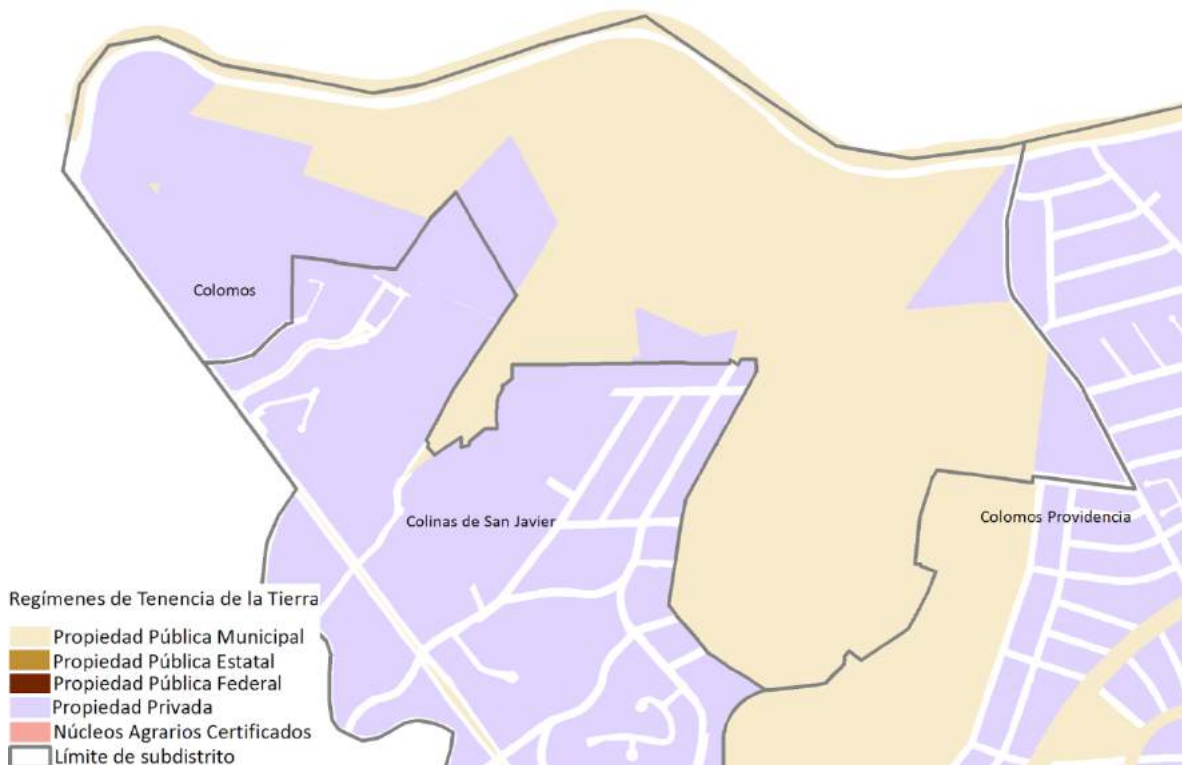 Colomos
Colinas de San Javier
Colomos Providencia
Regímenes de Tenencia de la Tierra
Propiedad Pública Municipal
Propiedad Pública Estatal
Propiedad Pública Federal
Propiedad Privada
Núcleos Agrarios Certificados
Límite de subdistrito